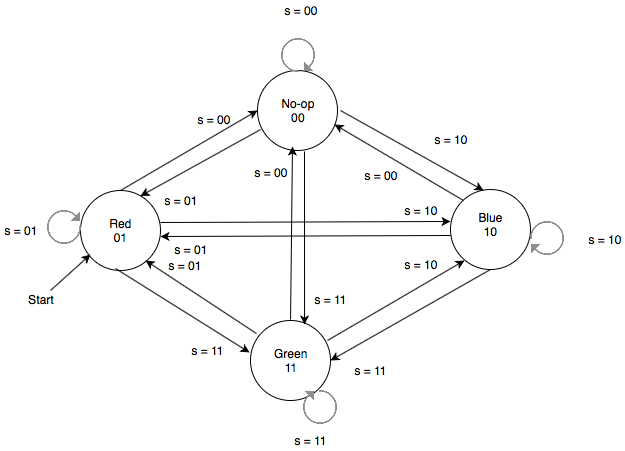 s = 00
No-op
00
s = 00
s = 10
s = 00
s = 00
s = 01
Red
01
s = 10
Blue
10
s = 01
s = 10
s = 01
s = 01
s = 10
Start
s = 11
Green
11
s = 11
s = 11
s = 11